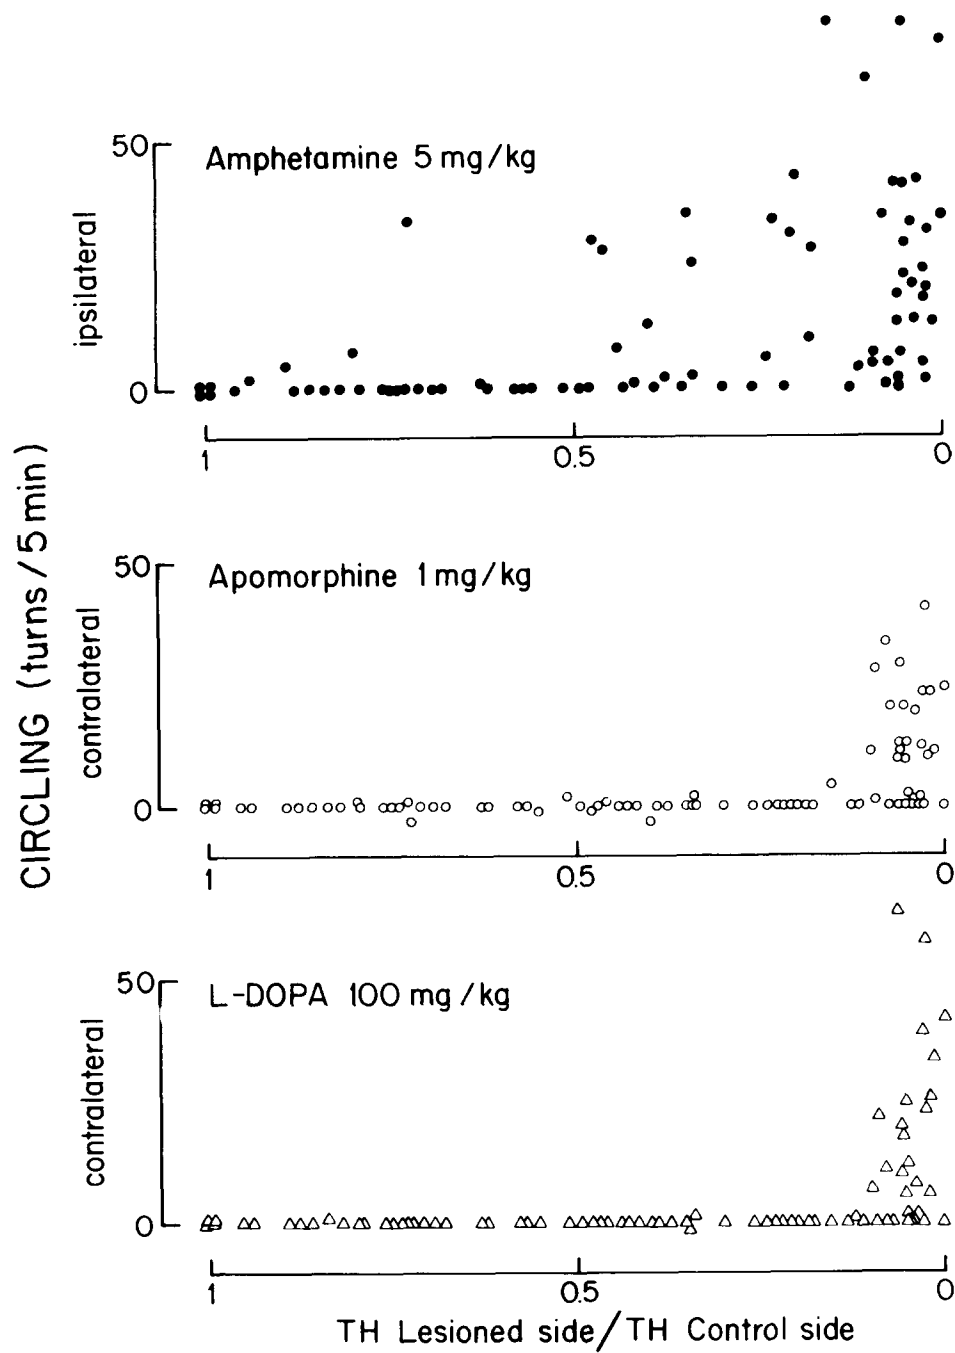 50
Amphetamine 5 mg/kg
ipsilateral
0
1
0.5
0
CIRCLING (turns/5 min)
50
Apomorphine 1 mg/kg
contralateral
0
1
0.5
0
50
L-DOPA 100 mg/kg
contralateral
0
1
0.5
0
TH Lesioned side/TH Control side